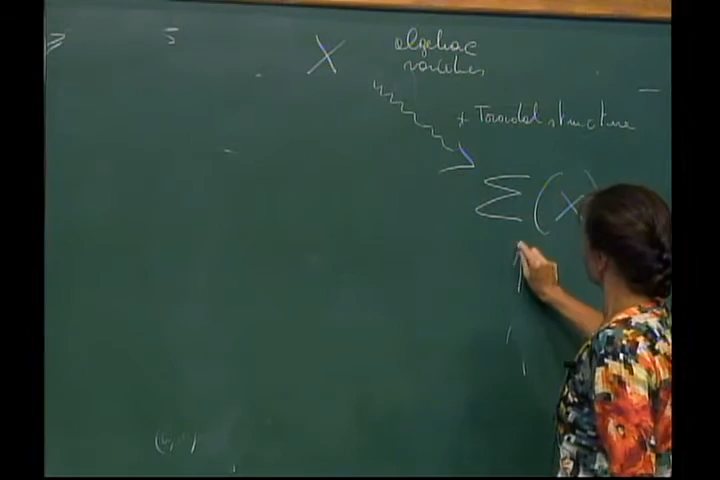 X algebraic
varieties
+ Toroidal structure
Σ(X)